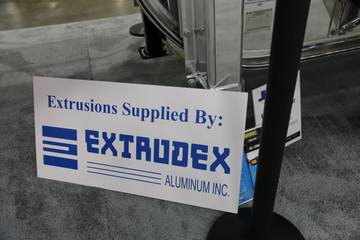 Extrusions Supplied By:
EXTRUDEX
ALUMINUM INC.